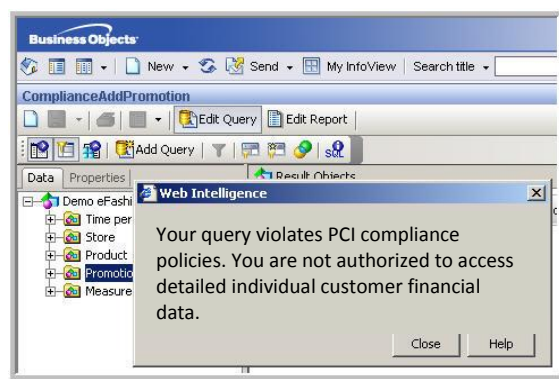 Business Objects
New Send My InfoView Search title
ComplianceAddPromotion
Edit Query Edit Report
Add Query SQL
Data Properties Result Objects
Web Intelligence
Demo eFashi
Time per
Store
Product
Promotio
Measure
Your query violates PCI compliance
policies. You are not authorized to access
detailed individual customer financial
data.
Close Help